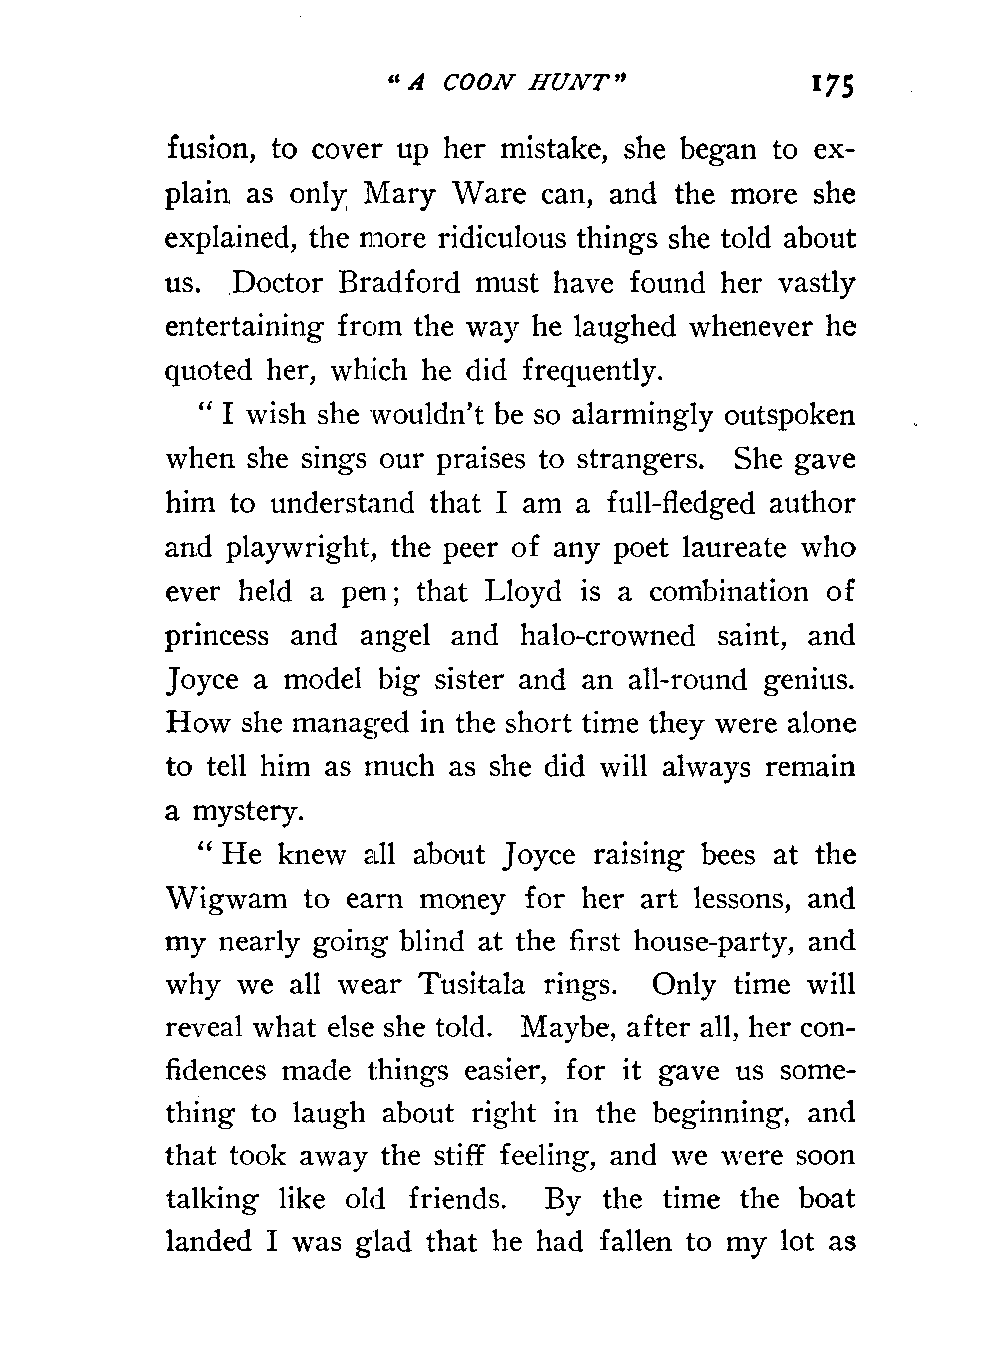 “A COON HUNT” 175
fusion, to cover up her mistake, she began to ex-
plain as only Mary Ware can, and the more she
explained, the more ridiculous things she told about
us. Doctor Bradford must have found her vastly
entertaining from the way he laughed whenever he
quoted her, which he did frequently.
“ I wish she wouldn’t be so alarmingly outspoken
when she sings our praises to strangers. She gave
him to understand that I am a full-fledged author
and playwright, the peer of any poet laureate who
ever held a pen; that Lloyd is a combination of
princess and angel and halo-crowned saint, and
Joyce a model big sister and an all-round genius.
How she managed in the short time they were alone
to tell him as much as she did will always remain
a mystery.
“ He knew all about Joyce raising bees at the
Wigwam to earn money for her art lessons, and
my nearly going blind at the first house-party, and
why we all wear Tusitala rings. Only time will
reveal what else she told. Maybe, after all, her con-
fidences made things easier, for it gave us some-
thing to laugh about right in the beginning, and
that took away the stiff feeling, and we were soon
talking like old friends. By the time the boat
landed I was glad that he had fallen to my lot as